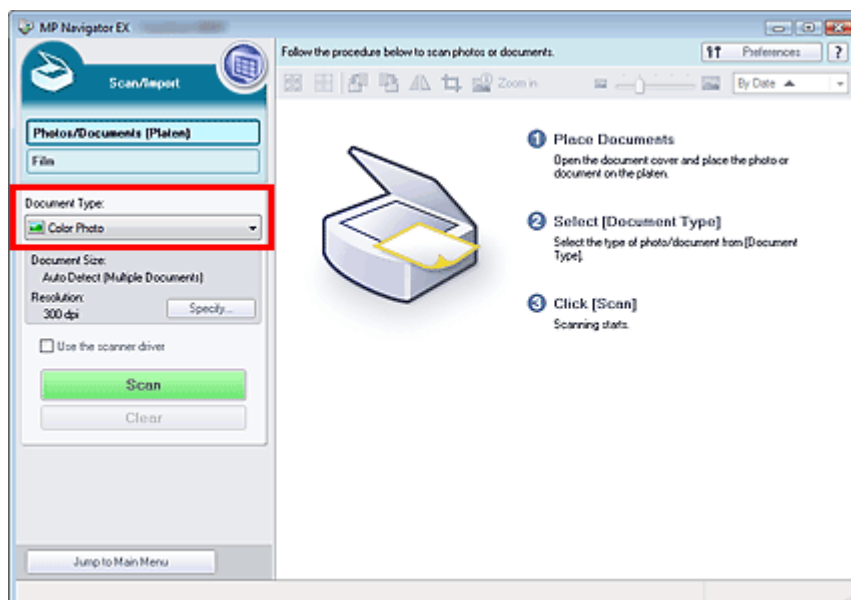 MP Navigator EX
Scan/Import
Follow the procedure below to scan photos or documents.
Preferences
?
Zoom in
By Date
Photos/Documents (Platen)
Film
Document Type:
Color Photo
Document Size:
Auto Detect (Multiple Documents)
Resolution:
300 dpi
Specify...
Use the scanner driver
Scan
Clear
Jump to Main Menu
1 Place Documents
Open the document cover and place the photo or
document on the platen.
2 Select [Document Type]
Select the type of photo/document from [Document
Type].
3 Click [Scan]
Scanning starts.